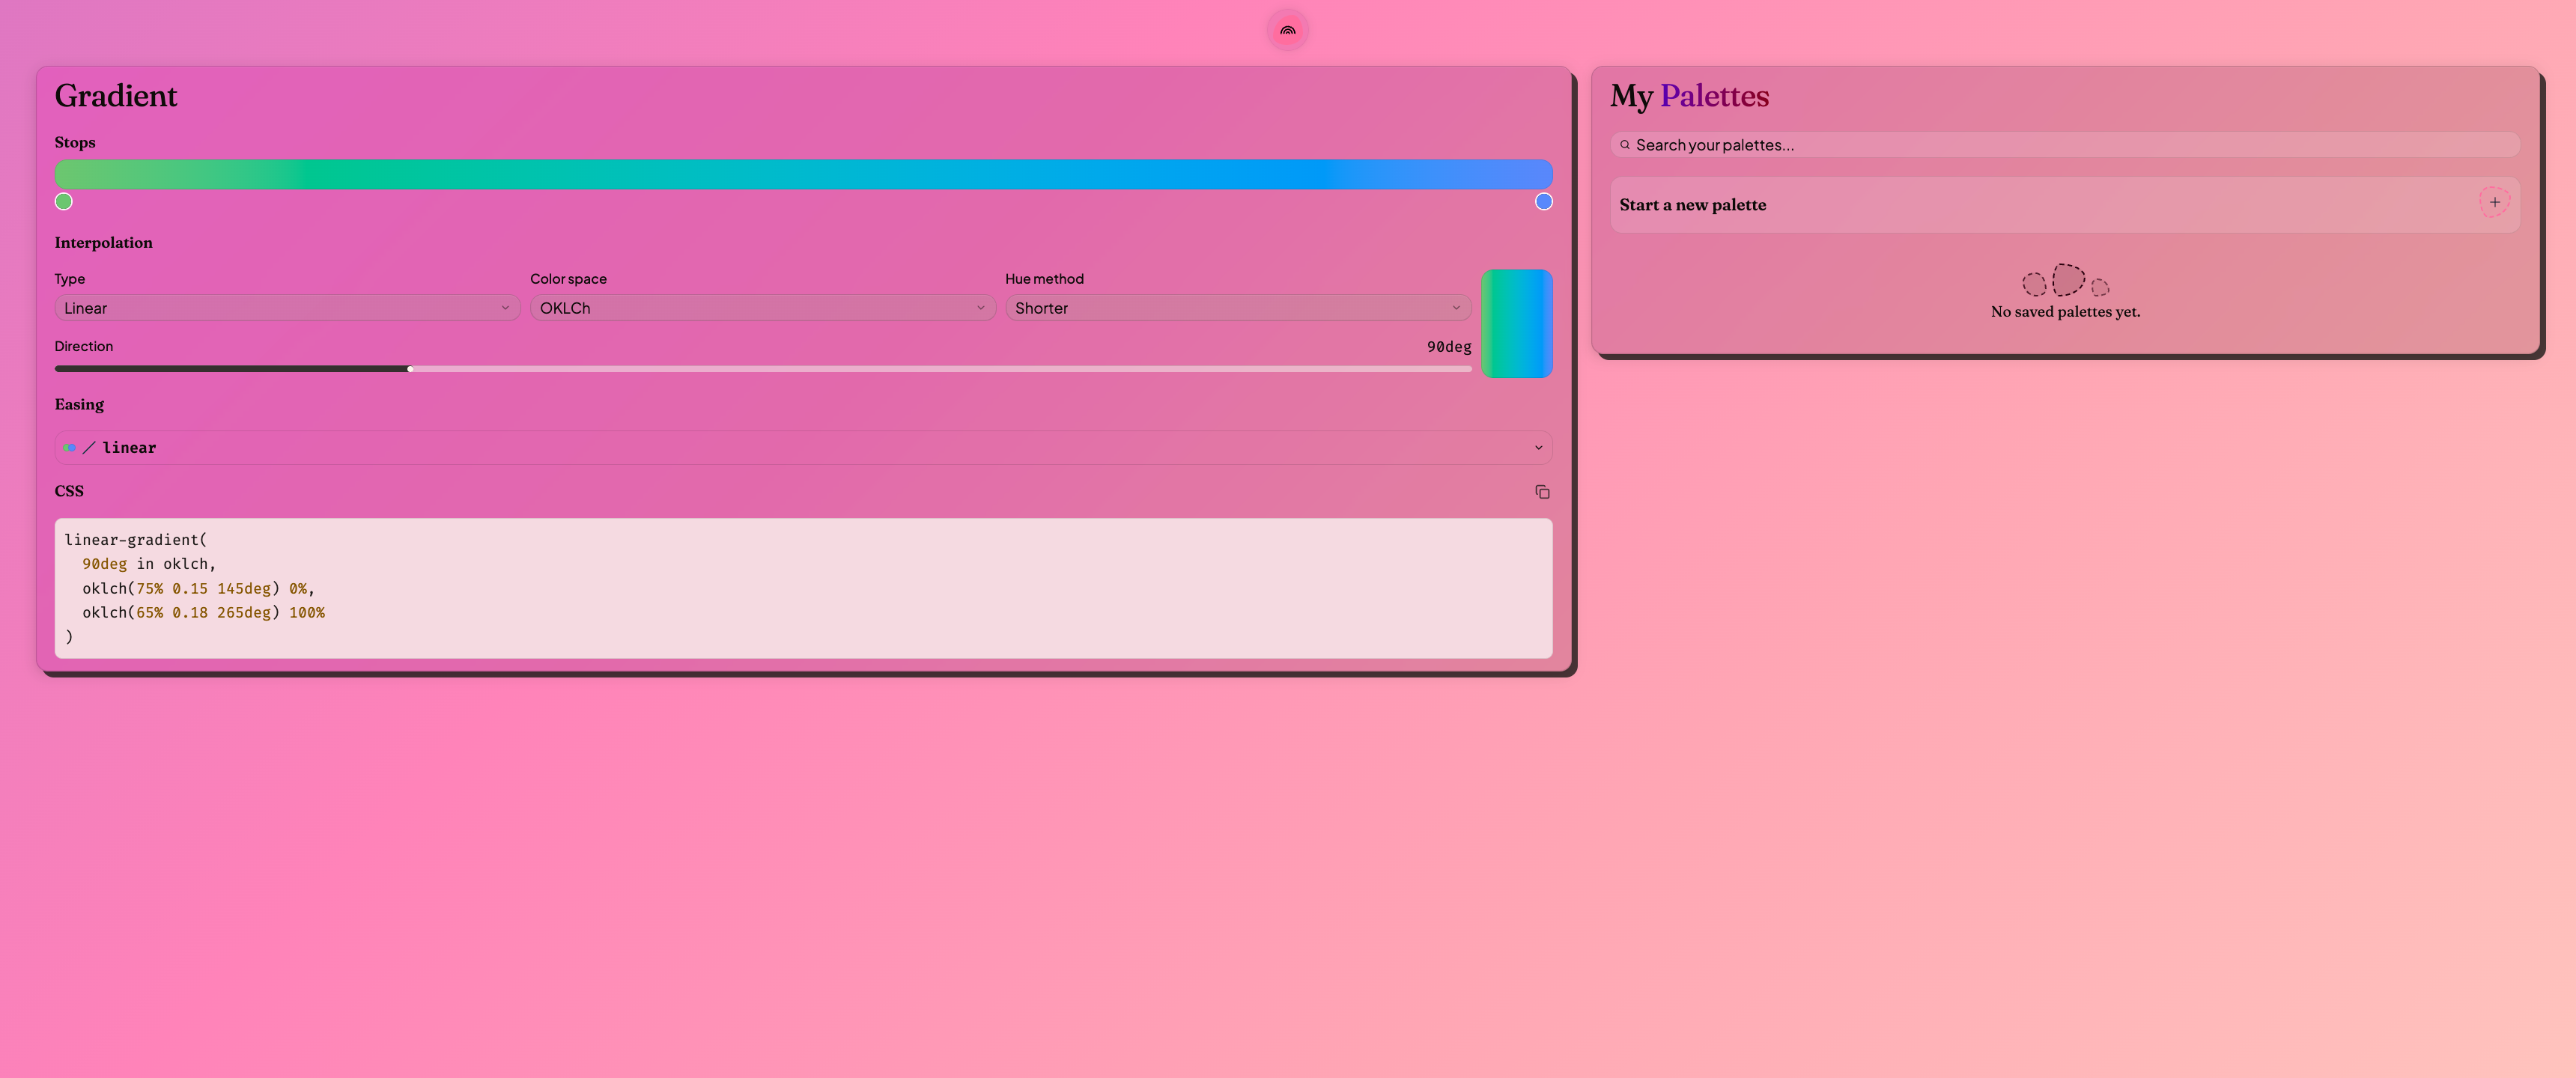 Gradient
Stops
Interpolation
Type
Color space
Hue method
Linear
OKLCh
Shorter
Direction
90deg
Easing
linear
CSS
linear-gradient(
  90deg in oklch,
  oklch(75% 0.15 145deg) 0%,
  oklch(65% 0.18 265deg) 100%
)
My Palettes
Search your palettes...
Start a new palette
No saved palettes yet.